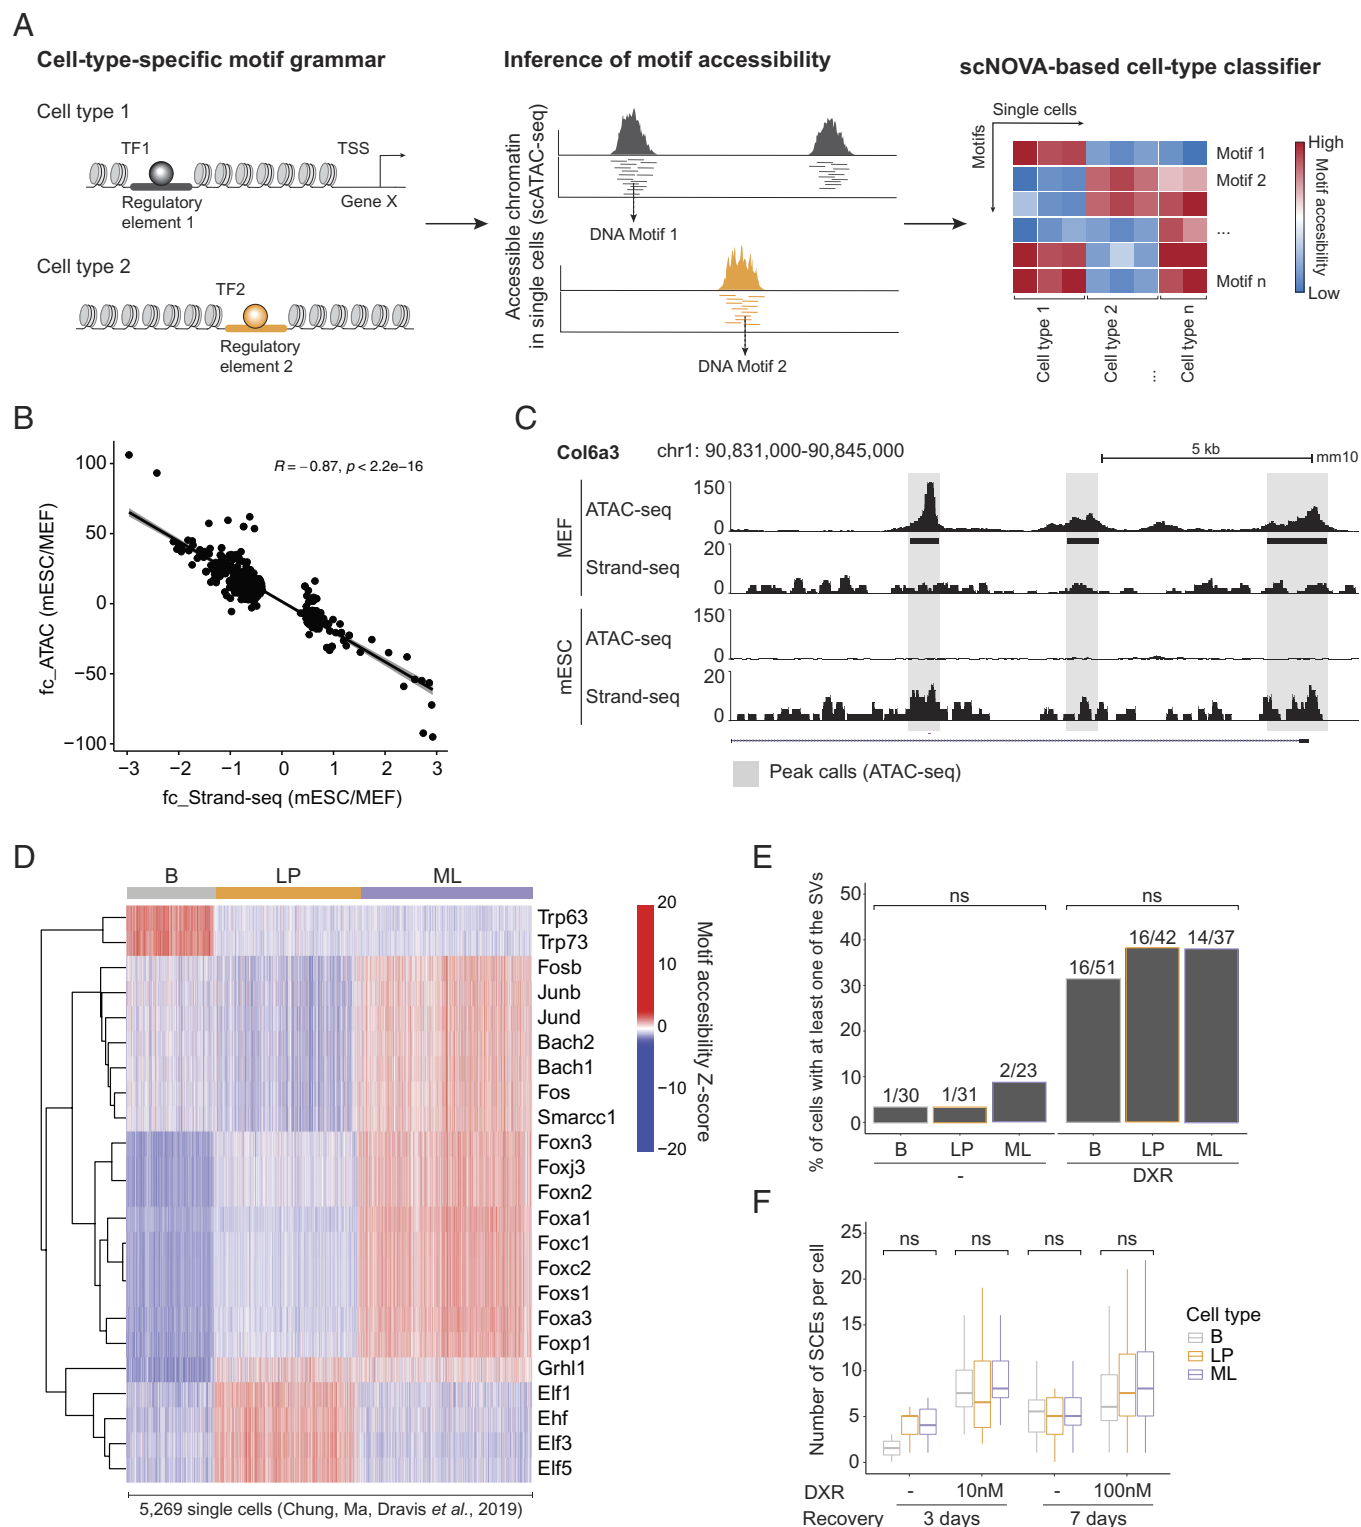 A
Cell-type-specific motif grammar
Inference of motif accessibility
scNOVA-based cell-type classifier
Cell type 1
TF1
TSS
Regulatory
element 1
Gene X
Cell type 2
TF2
Regulatory
element 2
Accessible chromatin
in single cells (scATAC-seq)
DNA Motif 1
DNA Motif 2
Single cells
Motifs
Motif 1
Motif 2
...
Motif n
High
Motif accessibility
Low
Cell type 1
Cell type 2
...
Cell type n
B
R = −0.87, p < 2.2e−16
fc_ATAC (mESC/MEF)
100
50
0
−50
−100
−3
−2
−1
0
1
2
3
fc_Strand-seq (mESC/MEF)
C
Col6a3
chr1: 90,831,000-90,845,000
5 kb
mm10
MEF
ATAC-seq
150
0
Strand-seq
20
0
mESC
ATAC-seq
150
0
Strand-seq
20
0
Peak calls (ATAC-seq)
D
B
LP
ML
Trp63
Trp73
Fosb
Junb
Jund
Bach2
Bach1
Fos
Smarcc1
Foxn3
Foxj3
Foxn2
Foxa1
Foxc1
Foxc2
Foxs1
Foxa3
Foxp1
Grhl1
Elf1
Ehf
Elf3
Elf5
20
10
0
−10
−20
Motif accesibility Z-score
5,269 single cells (Chung, Ma, Dravis et al., 2019)
E
% of cells with at least one of the SVs
50
40
30
20
10
0
ns
ns
1/30
1/31
2/23
16/51
16/42
14/37
B
LP
ML
B
LP
ML
-
DXR
F
Number of SCEs per cell
25
20
15
10
5
0
ns
ns
ns
ns
Cell type
B
LP
ML
DXR
-
10nM
-
100nM
Recovery
3 days
7 days